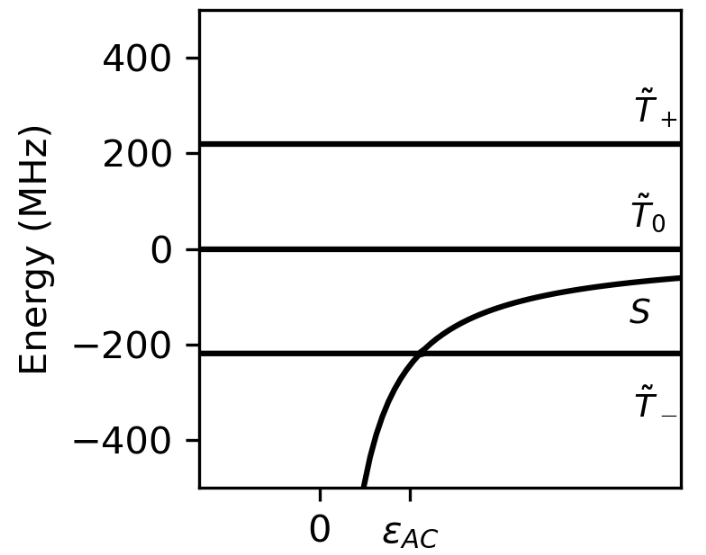 400
200
0
−200
−400
Energy (MHz)
T̃₊
T̃₀
S
T̃₋
0
ε_AC